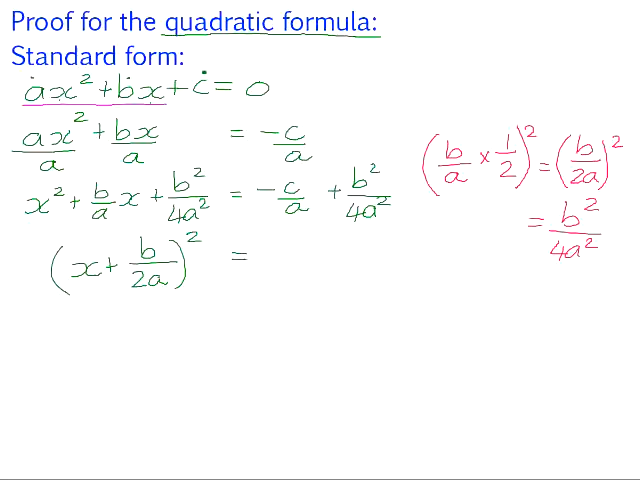 Proof for the quadratic formula:
Standard form:
ax² + bx + c = 0
ax²/a + bx/a = -c/a
x² + b/a x + b²/4a² = -c/a + b²/4a²
(x + b/2a)² =
(b/a × 1/2)² = (b/2a)²
= b²/4a²